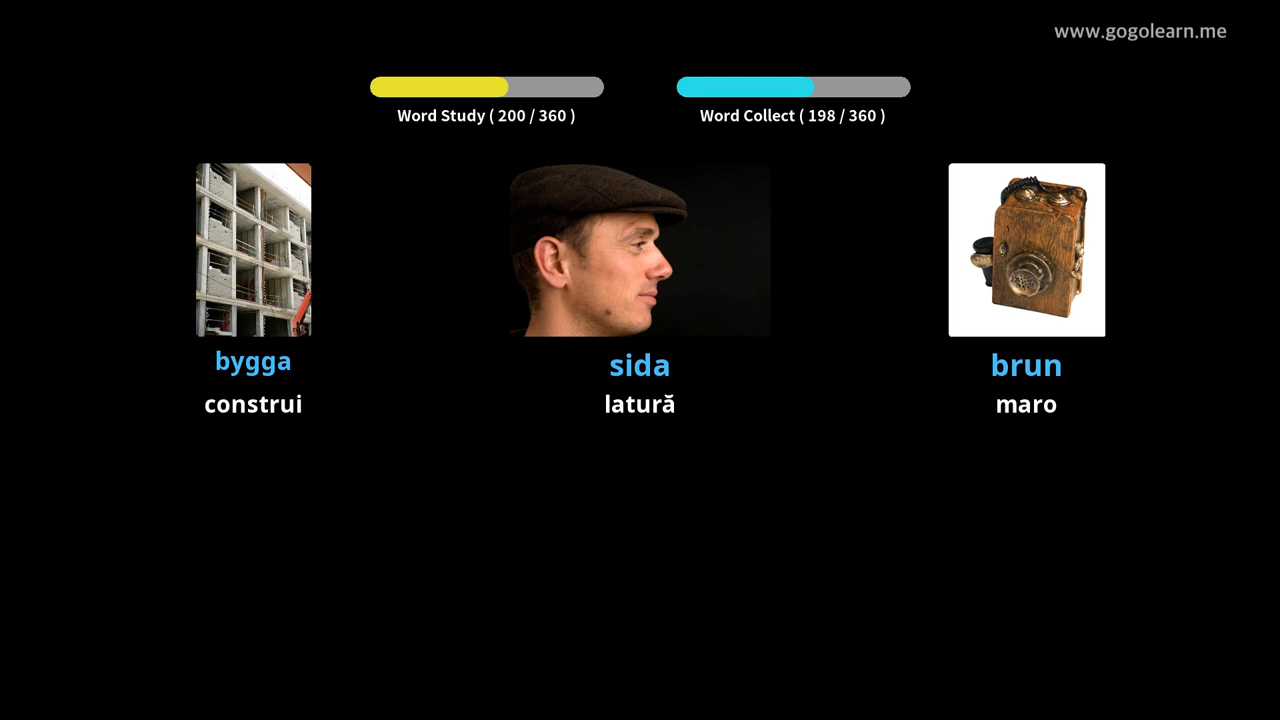 www.gogolearn.me
Word Study ( 200 / 360 )
Word Collect ( 198 / 360 )
bygga
sida
brun
construi
latură
maro